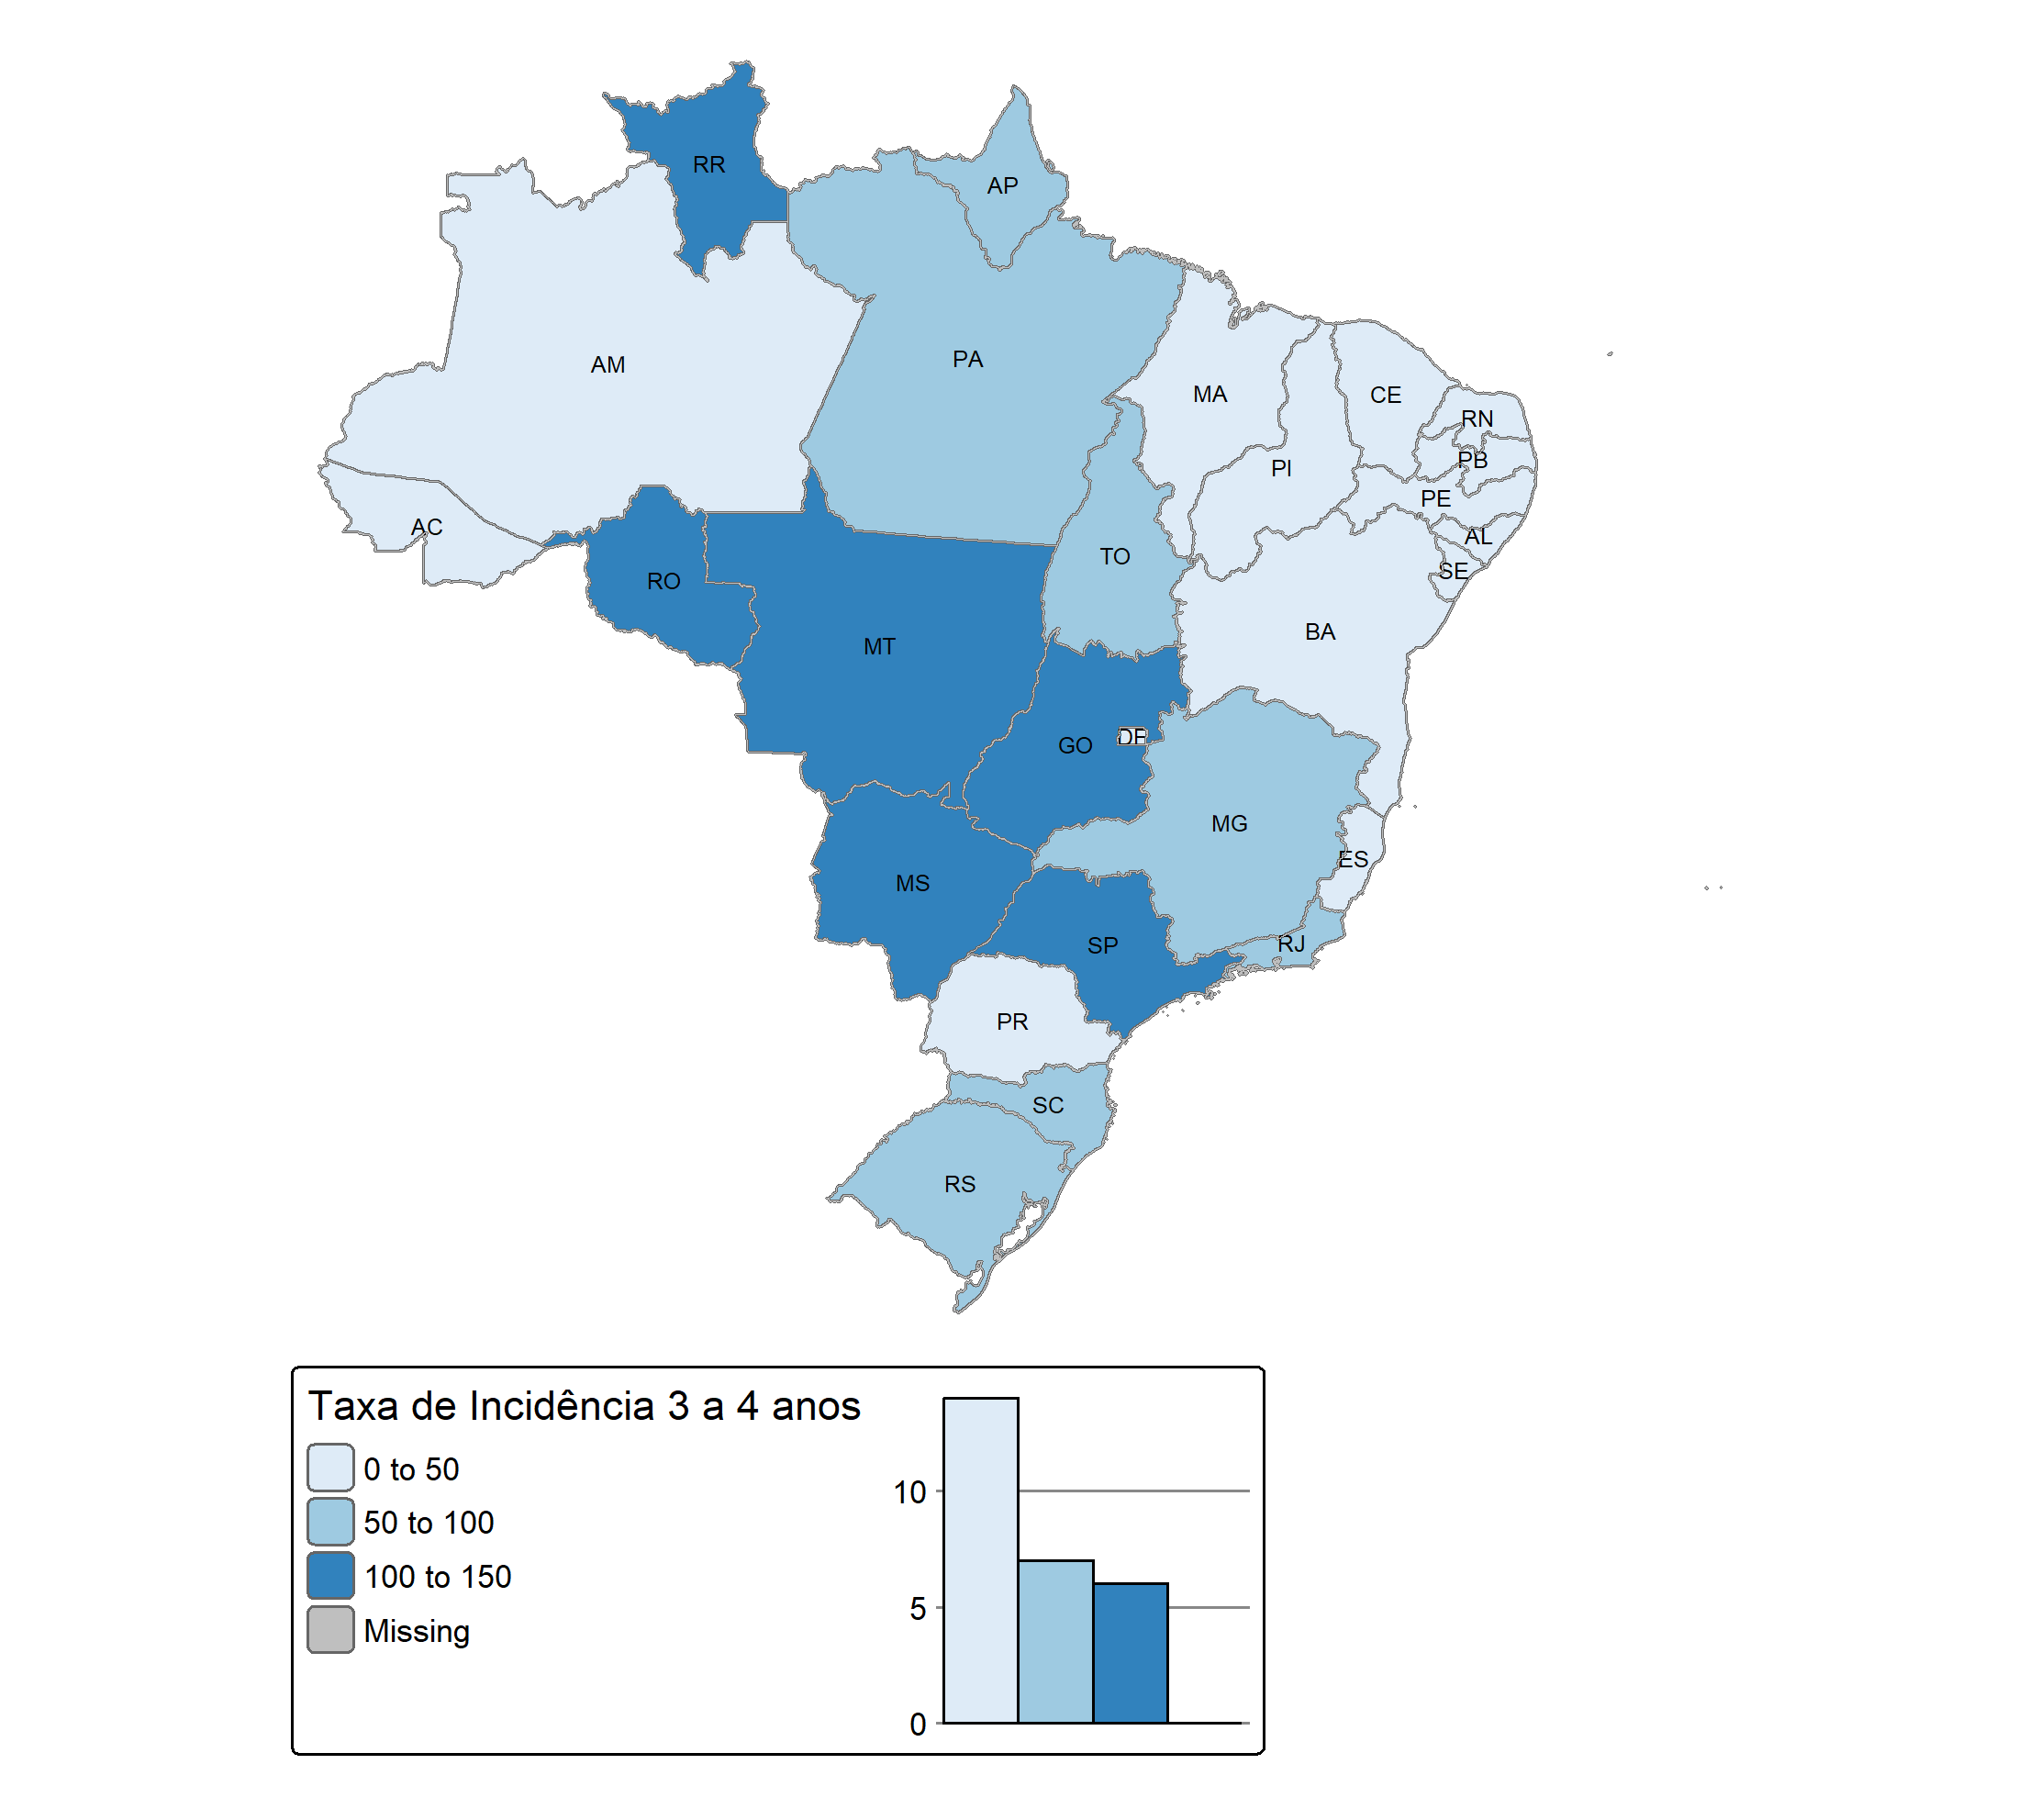 RR
AP
AM
PA
MA
CE
RN
PB
PI
PE
AC
AL
TO
SE
RO
BA
MT
DF
GO
MG
ES
MS
RJ
SP
PR
SC
RS
Taxa de Incidência 3 a 4 anos
0 to 50
50 to 100
100 to 150
Missing
10
5
0